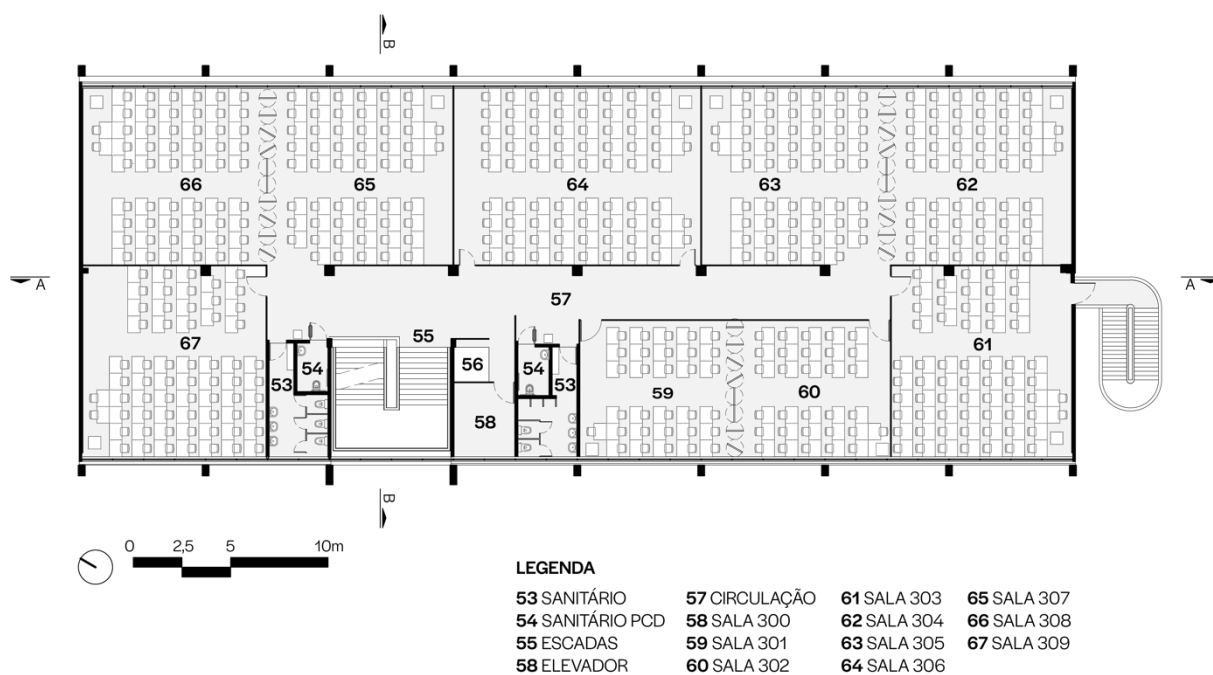 B
66
65
64
63
62
A
A
57
67
55
61
54
56
54
53
53
59
60
58
B
0 2,5 5 10m
LEGENDA
53 SANITÁRIO
54 SANITÁRIO PCD
55 ESCADAS
58 ELEVADOR
57 CIRCULAÇÃO
58 SALA 300
59 SALA 301
60 SALA 302
61 SALA 303
62 SALA 304
63 SALA 305
64 SALA 306
65 SALA 307
66 SALA 308
67 SALA 309